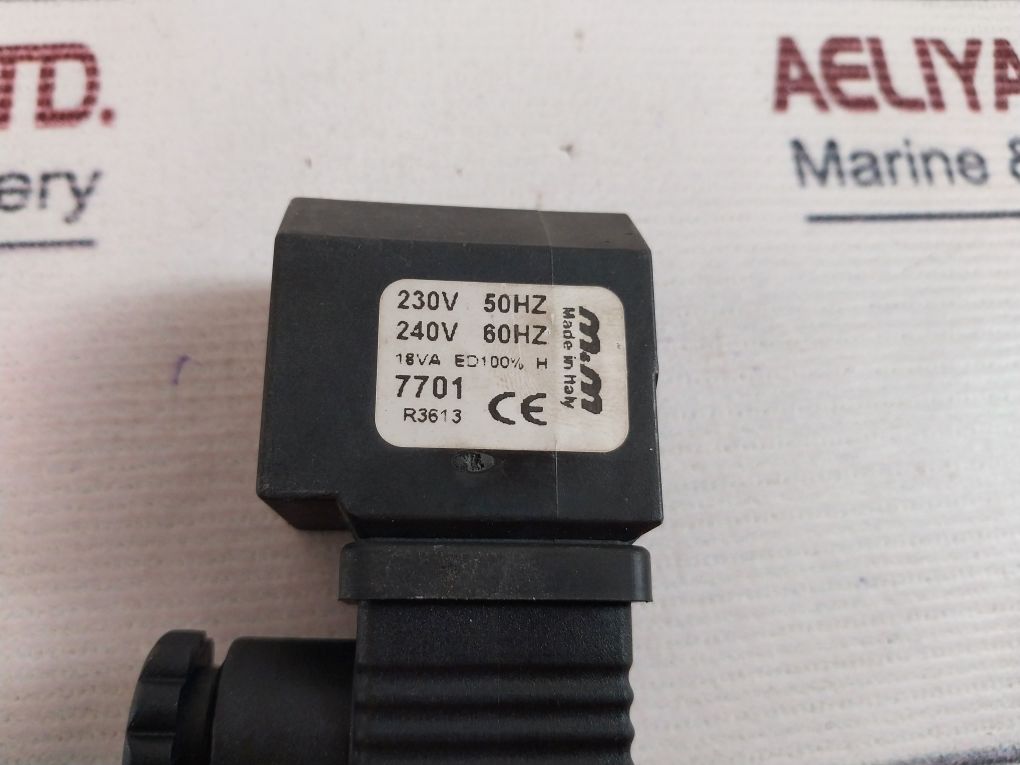 TD.
ery
AELIYA
Marine &
230V 50HZ
240V 60HZ
18VA ED100% H
7701
R3613 CE
m&m
Made in Italy